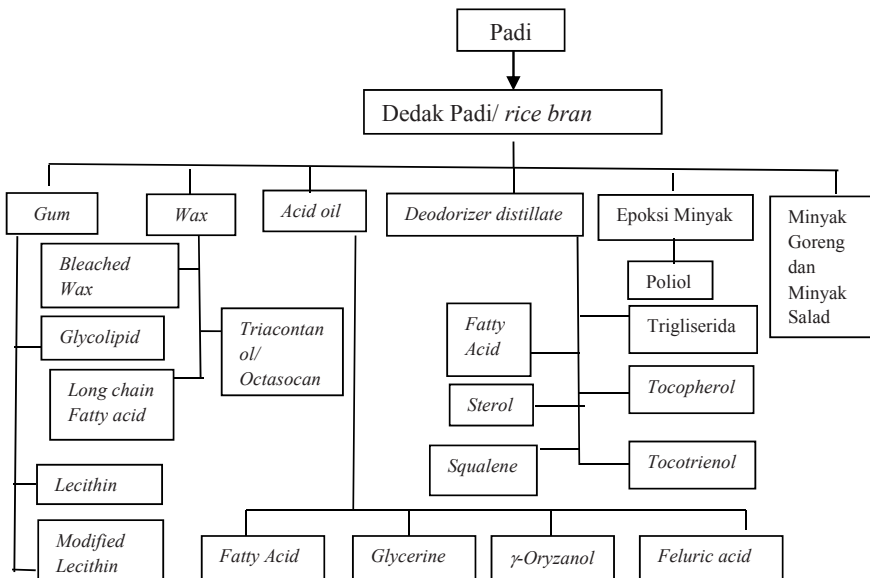 Padi
Dedak Padi/ rice bran
Gum
Wax
Acid oil
Deodorizer distillate
Epoksi Minyak
Minyak
Goreng
dan
Minyak
Salad
Bleached
Wax
Poliol
Glycolipid
Triacontan
ol/
Octasocan
Fatty
Acid
Trigliserida
Long chain
Fatty acid
Sterol
Tocopherol
Squalene
Tocotrienol
Lecithin
Modified
Lecithin
Fatty Acid
Glycerine
γ-Oryzanol
Feluric acid